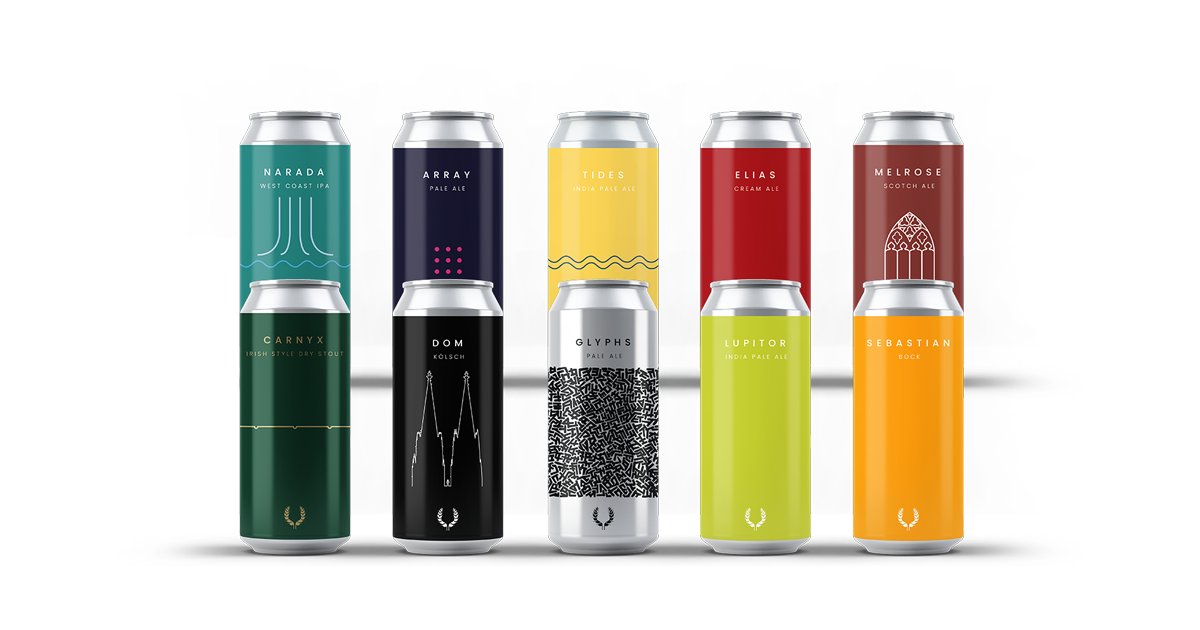 NARADA
WEST COAST IPA
ARRAY
PALE ALE
TIDES
INDIA PALE ALE
ELIAS
CREAM ALE
MELROSE
SCOTCH ALE
CARNYX
IRISH STYLE DRY STOUT
DOM
KÖLSCH
GLYPHS
PALE ALE
LUPITOR
INDIA PALE ALE
SEBASTIAN
BOCK